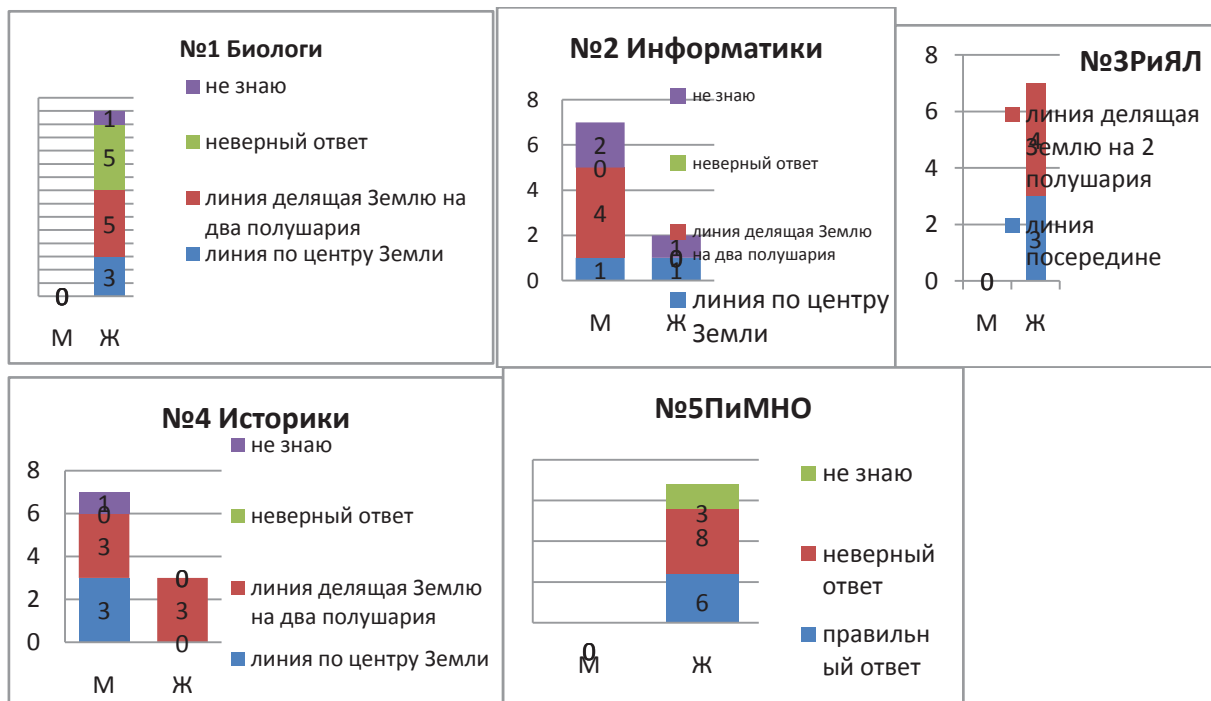 №1 Биологи
не знаю
неверный ответ
линия делящая Землю на
два полушария
линия по центру Земли
1
5
5
3
0
М Ж
№2 Информатики
не знаю
неверный ответ
линия делящая Землю
на два полушария
линия по центру
Земли
8
6
4
2
0
2
0
4
1
1
0
1
М Ж
№3РиЯЛ
линия делящая
Землю на 2
полушария
линия
посередине
8
6
4
2
0
4
3
0
М Ж
№4 Историки
не знаю
неверный ответ
линия делящая Землю
на два полушария
линия по центру Земли
8
6
4
2
0
1
0
3
3
0
3
0
М Ж
№5ПиМНО
не знаю
неверный
ответ
правильн
ый ответ
3
8
6
0
М Ж